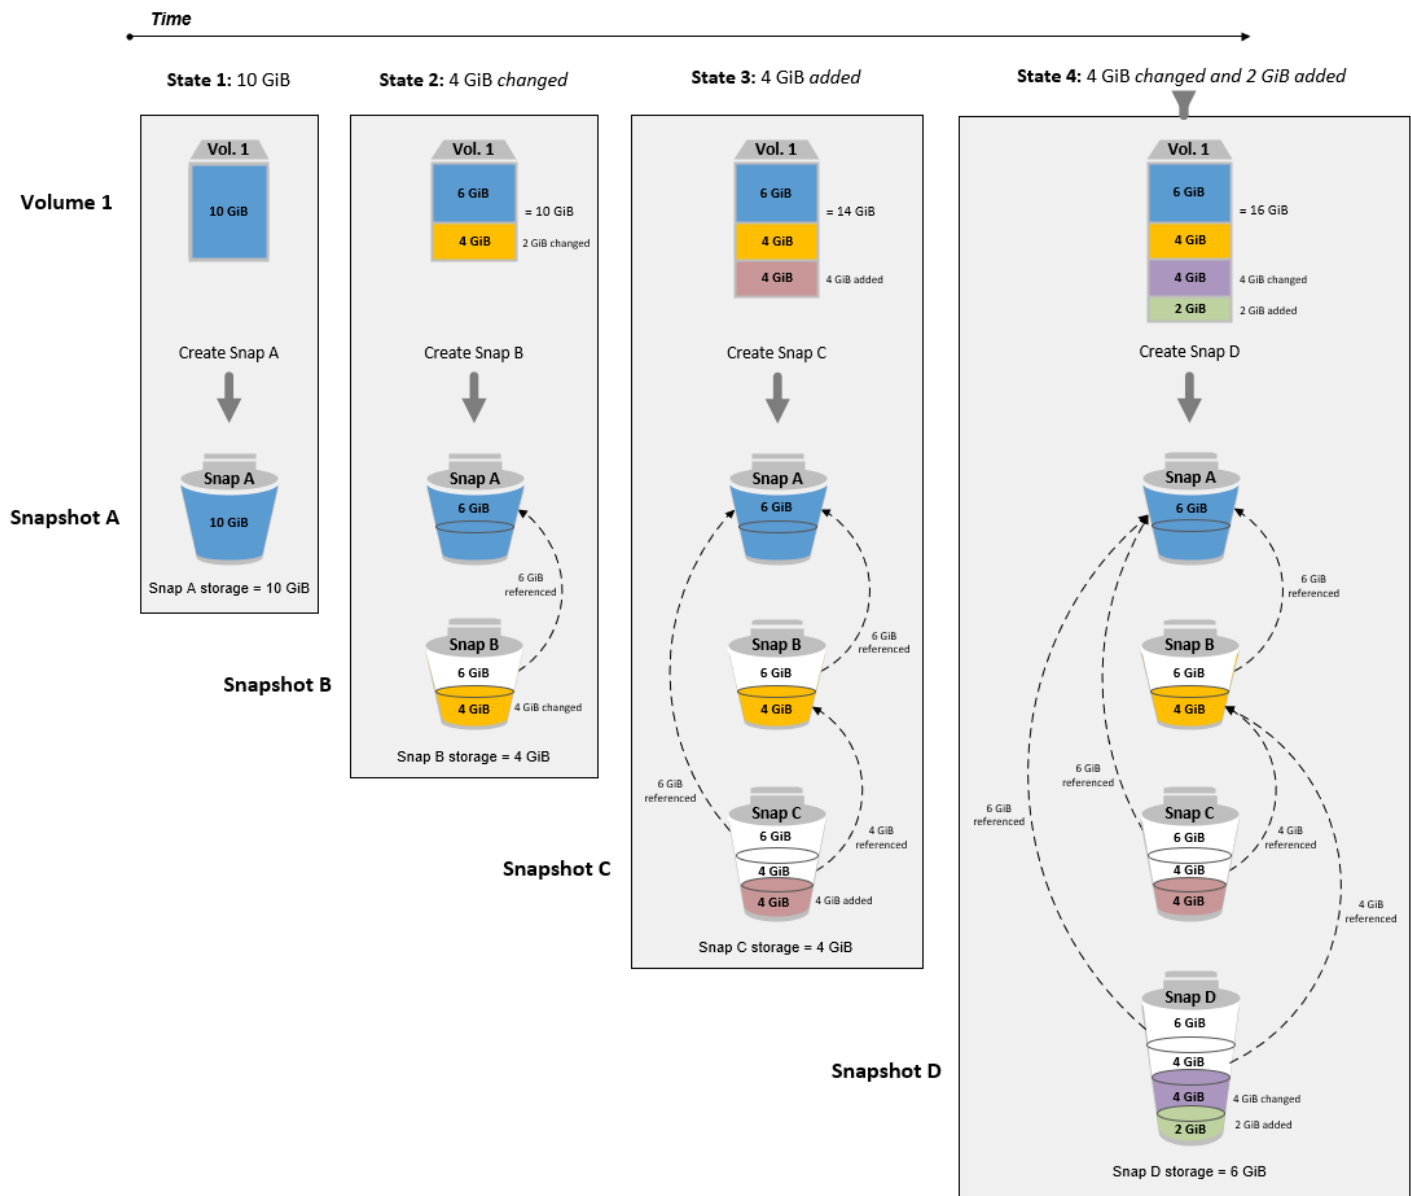 Time
State 1: 10 GiB
State 2: 4 GiB changed
State 3: 4 GiB added
State 4: 4 GiB changed and 2 GiB added
Volume 1
Vol. 1
10 GiB
Vol. 1
6 GiB
= 10 GiB
4 GiB
2 GiB changed
Vol. 1
6 GiB
= 14 GiB
4 GiB
4 GiB
4 GiB added
Vol. 1
6 GiB
= 16 GiB
4 GiB
4 GiB
4 GiB changed
2 GiB
2 GiB added
Create Snap A
Create Snap B
Create Snap C
Create Snap D
Snapshot A
Snap A
10 GiB
Snap A storage = 10 GiB
Snap A
6 GiB
6 GiB
referenced
Snap A
6 GiB
6 GiB
referenced
Snap A
6 GiB
6 GiB
referenced
Snapshot B
Snap B
6 GiB
4 GiB
4 GiB changed
Snap B storage = 4 GiB
Snap B
6 GiB
4 GiB
6 GiB
referenced
4 GiB
referenced
Snap B
6 GiB
4 GiB
6 GiB
referenced
6 GiB
referenced
4 GiB
referenced
4 GiB
referenced
Snapshot C
Snap C
6 GiB
4 GiB
4 GiB
4 GiB added
Snap C storage = 4 GiB
Snap C
6 GiB
4 GiB
4 GiB
Snapshot D
Snap D
6 GiB
4 GiB
4 GiB
4 GiB changed
2 GiB
2 GiB added
Snap D storage = 6 GiB